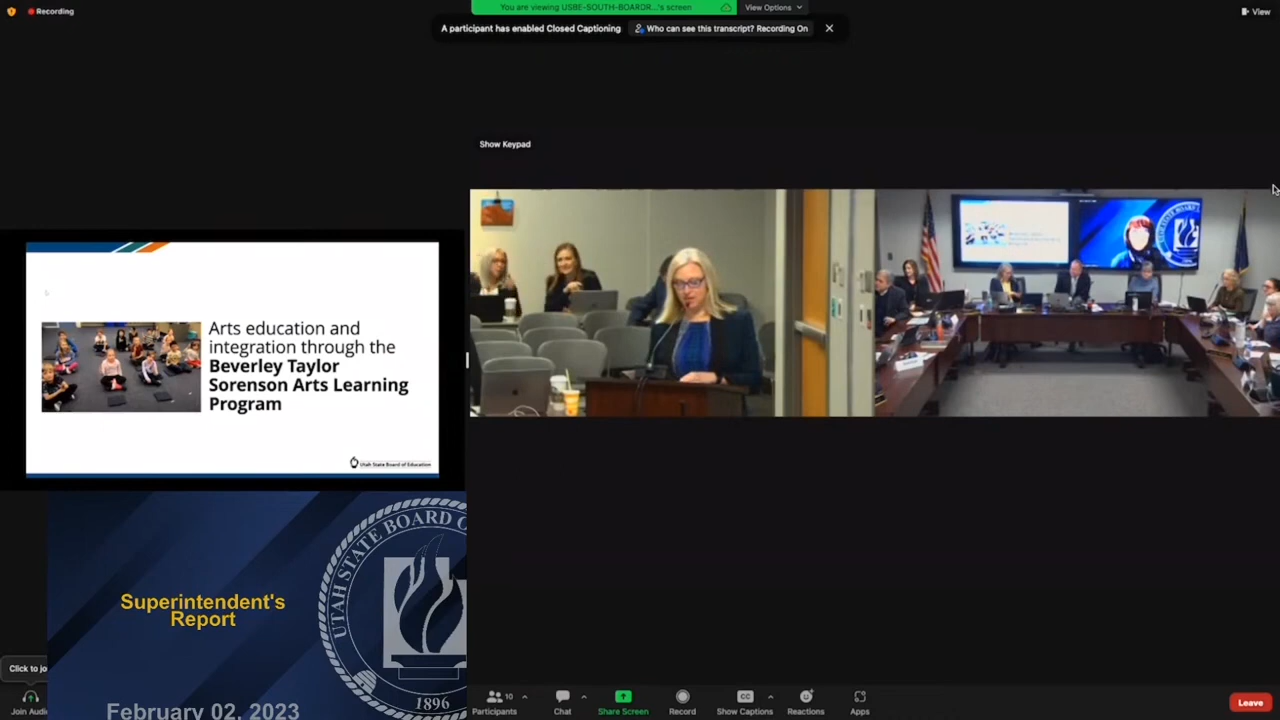 Recording
You are viewing USBE-SOUTH-BOARDR...'s screen
View Options
View
A participant has enabled Closed Captioning
Who can see this transcript? Recording On
Show Keypad
Arts education and
integration through the
Beverley Taylor
Sorenson Arts Learning
Program
Utah State Board of Education
UTAH STATE BOARD O
1896
Superintendent's
Report
February 02, 2023
Click to jo
Join Audi
Participants
10
Chat
Share Screen
Record
CC
Show Captions
Reactions
Apps
Leave